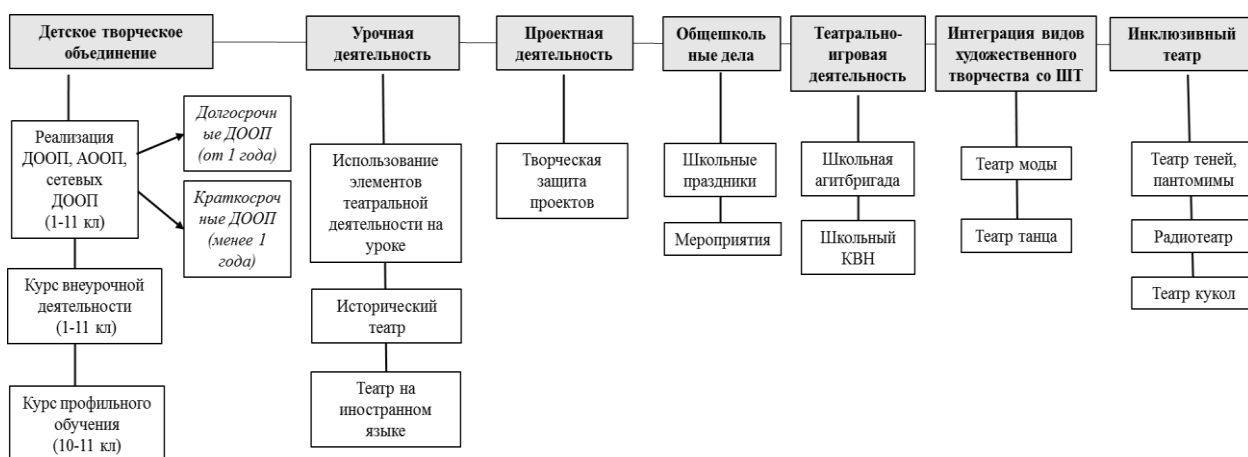 Детское творческое
объединение
Урочная
деятельность
Проектная
деятельность
Общешколь
ные дела
Театрально-
игровая
деятельность
Интеграция видов
художественного
творчества со ШТ
Инклюзивный
театр
Реализация
ДООП, АООП,
сетевых
ДООП
(1-11 кл)
Долгосроч
ные ДООП
(от 1 года)
Краткосроч
ные ДООП
(менее 1
года)
Курс внеурочной
деятельности
(1-11 кл)
Курс профильного
обучения
(10-11 кл)
Использование
элементов
театральной
деятельности на
уроке
Исторический
театр
Театр на
иностранном
языке
Творческая
защита
проектов
Школьные
праздники
Мероприятия
Школьная
агитбригада
Школьный
КВН
Театр моды
Театр танца
Театр теней,
пантомимы
Радиотеатр
Театр кукол